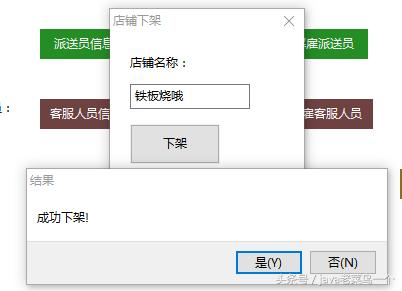 店铺下架
派送员信息
雇派送员
店铺名称：
铁板烧哦
：
客服人员信
雇客服人员
下架
结果
成功下架!
是(Y)
否(N)
头条号／java老菜鸟一个